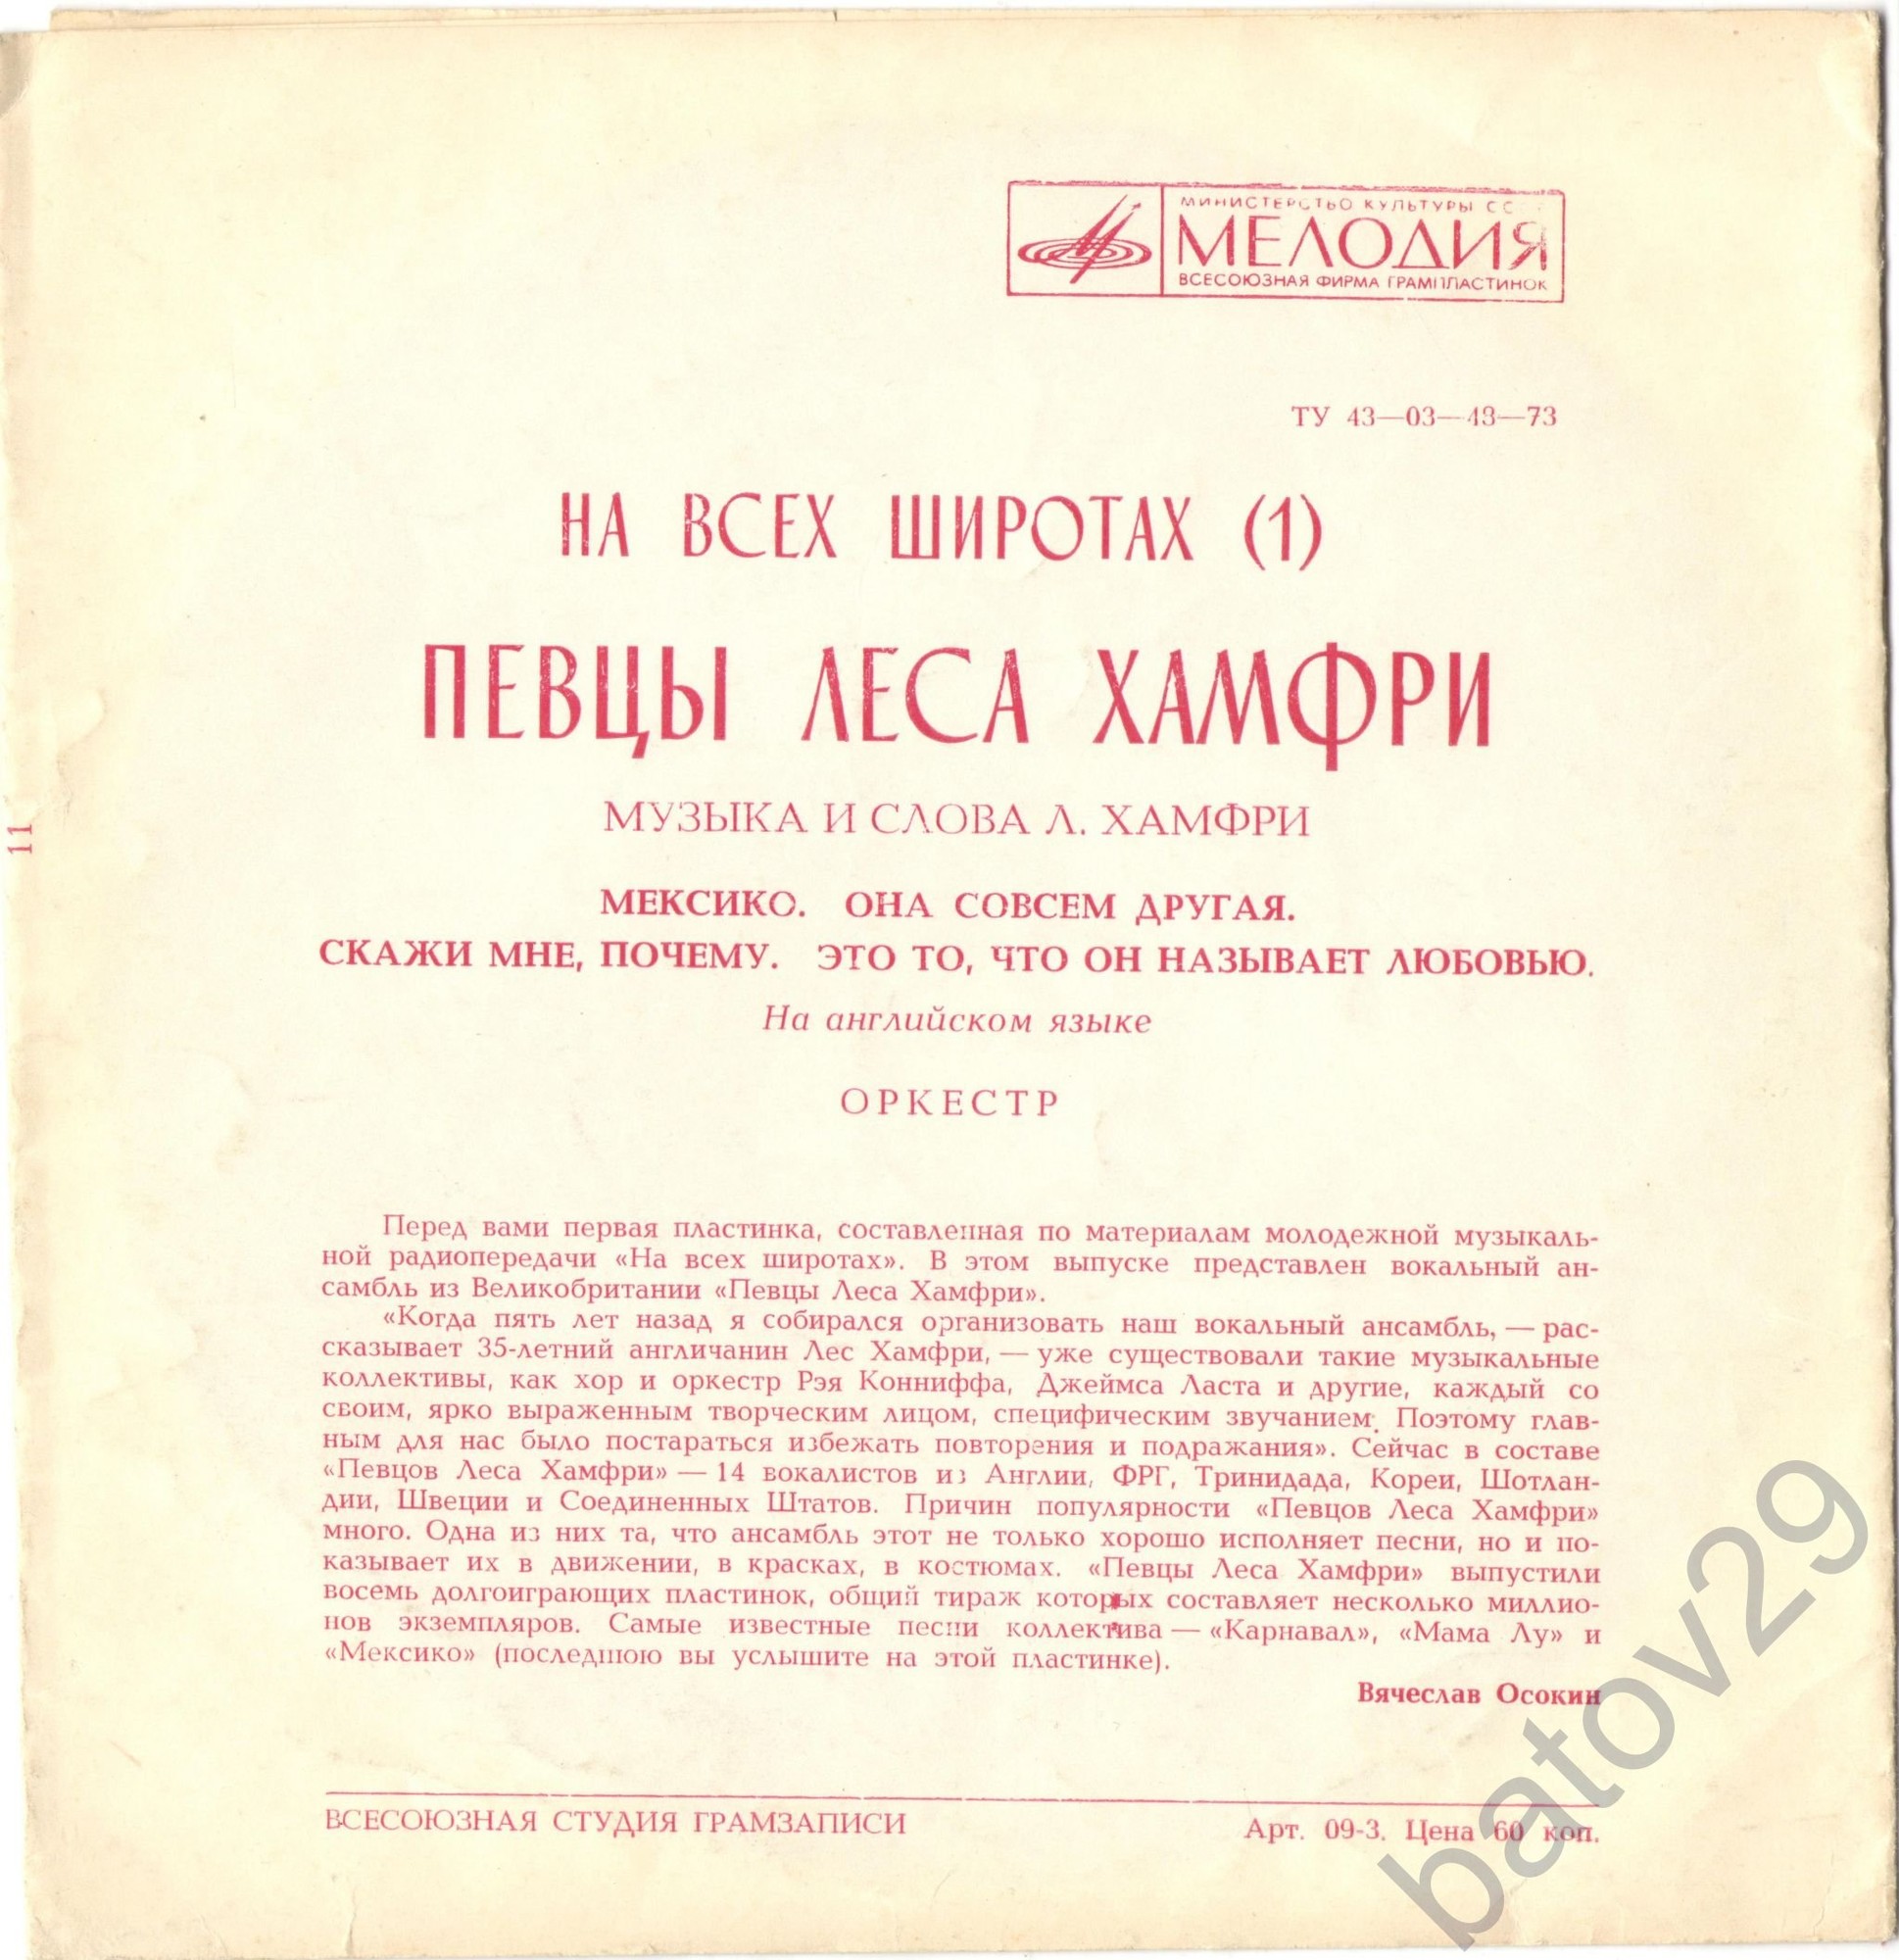 МИНИСТЕРСТВО КУЛЬТУРЫ СС
МЕЛОДИЯ
ВСЕСОЮЗНАЯ ФИРМА ГРАМПЛАСТИНОК
ТУ 43—03—43—73
НА ВСЕХ ШИРОТАХ (1)
ПЕВЦЫ ЛЕСА ХАМФРИ
МУЗЫКА И СЛОВА Л. ХАМФРИ
11
МЕКСИКО. ОНА СОВСЕМ ДРУГАЯ.
СКАЖИ МНЕ, ПОЧЕМУ. ЭТО ТО, ЧТО ОН НАЗЫВАЕТ ЛЮБОВЬЮ.
На английском языке
ОРКЕСТР
Перед вами первая пластинка, составленная по материалам молодежной музыкаль-
ной радиопередачи «На всех широтах». В этом выпуске представлен вокальный ан-
самбль из Великобритании «Певцы Леса Хамфри».
«Когда пять лет назад я собирался организовать наш вокальный ансамбль, — рас-
сказывает 35-летний англичанин Лес Хамфри, — уже существовали такие музыкальные
коллективы, как хор и оркестр Рэя Конниффа, Джеймса Ласта и другие, каждый со
своим, ярко выраженным творческим лицом, специфическим звучанием. Поэтому глав-
ным для нас было постараться избежать повторения и подражания». Сейчас в составе
«Певцов Леса Хамфри» — 14 вокалистов из Англии, ФРГ, Тринидада, Кореи, Шотлан-
дии, Швеции и Соединенных Штатов. Причин популярности «Певцов Леса Хамфри»
много. Одна из них та, что ансамбль этот не только хорошо исполняет песни, но и по-
казывает их в движении, в красках, в костюмах. «Певцы Леса Хамфри» выпустили
восемь долгоиграющих пластинок, общий тираж которых составляет несколько миллио-
нов экземпляров. Самые известные песни коллектива — «Карнавал», «Мама Лу» и
«Мексико» (последнюю вы услышите на этой пластинке).
Вячеслав Осокин
ВСЕСОЮЗНАЯ СТУДИЯ ГРАМЗАПИСИ
Арт. 09-3. Цена 60 коп.
batov29